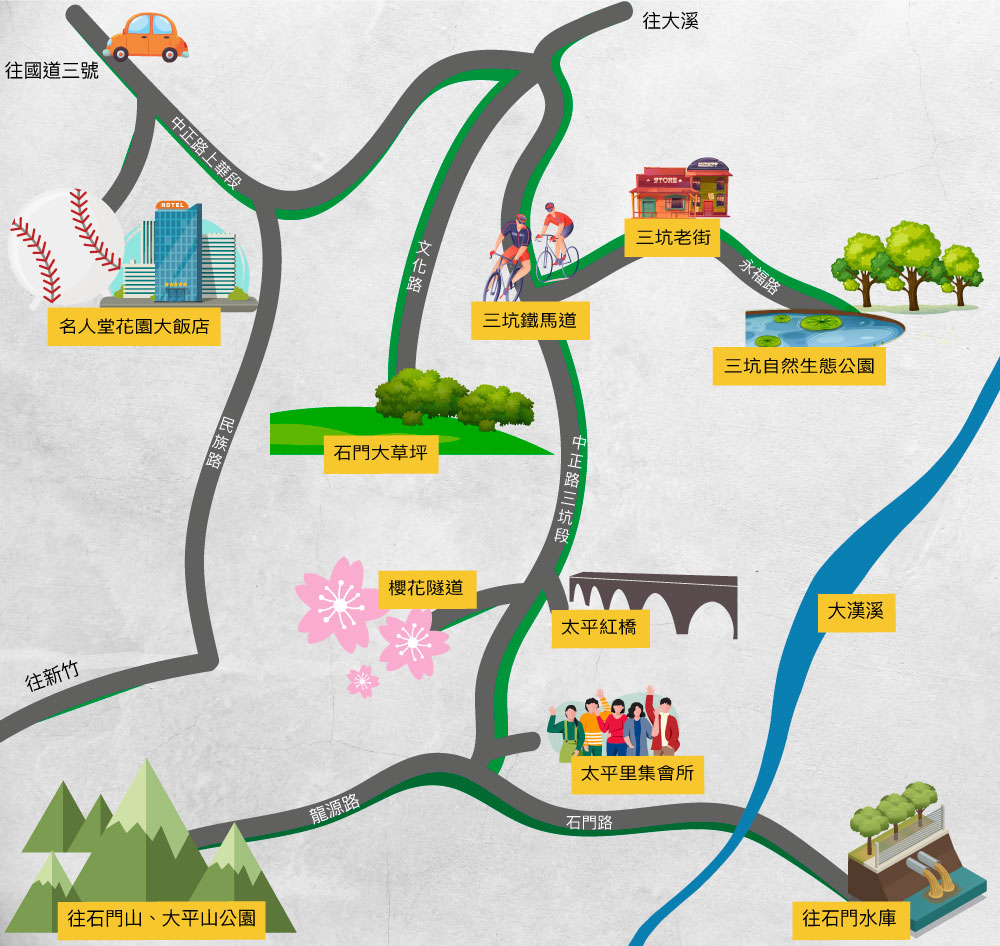 往大溪
往國道三號
中正路上華段
STORE
HOTEL
三坑老街
文化路
永福路
名人堂花園大飯店
三坑鐵馬道
三坑自然生態公園
民族路
石門大草坪
中正路三坑段
櫻花隧道
大漢溪
太平紅橋
往新竹
太平里集會所
龍源路
石門路
往石門山、大平山公園
往石門水庫